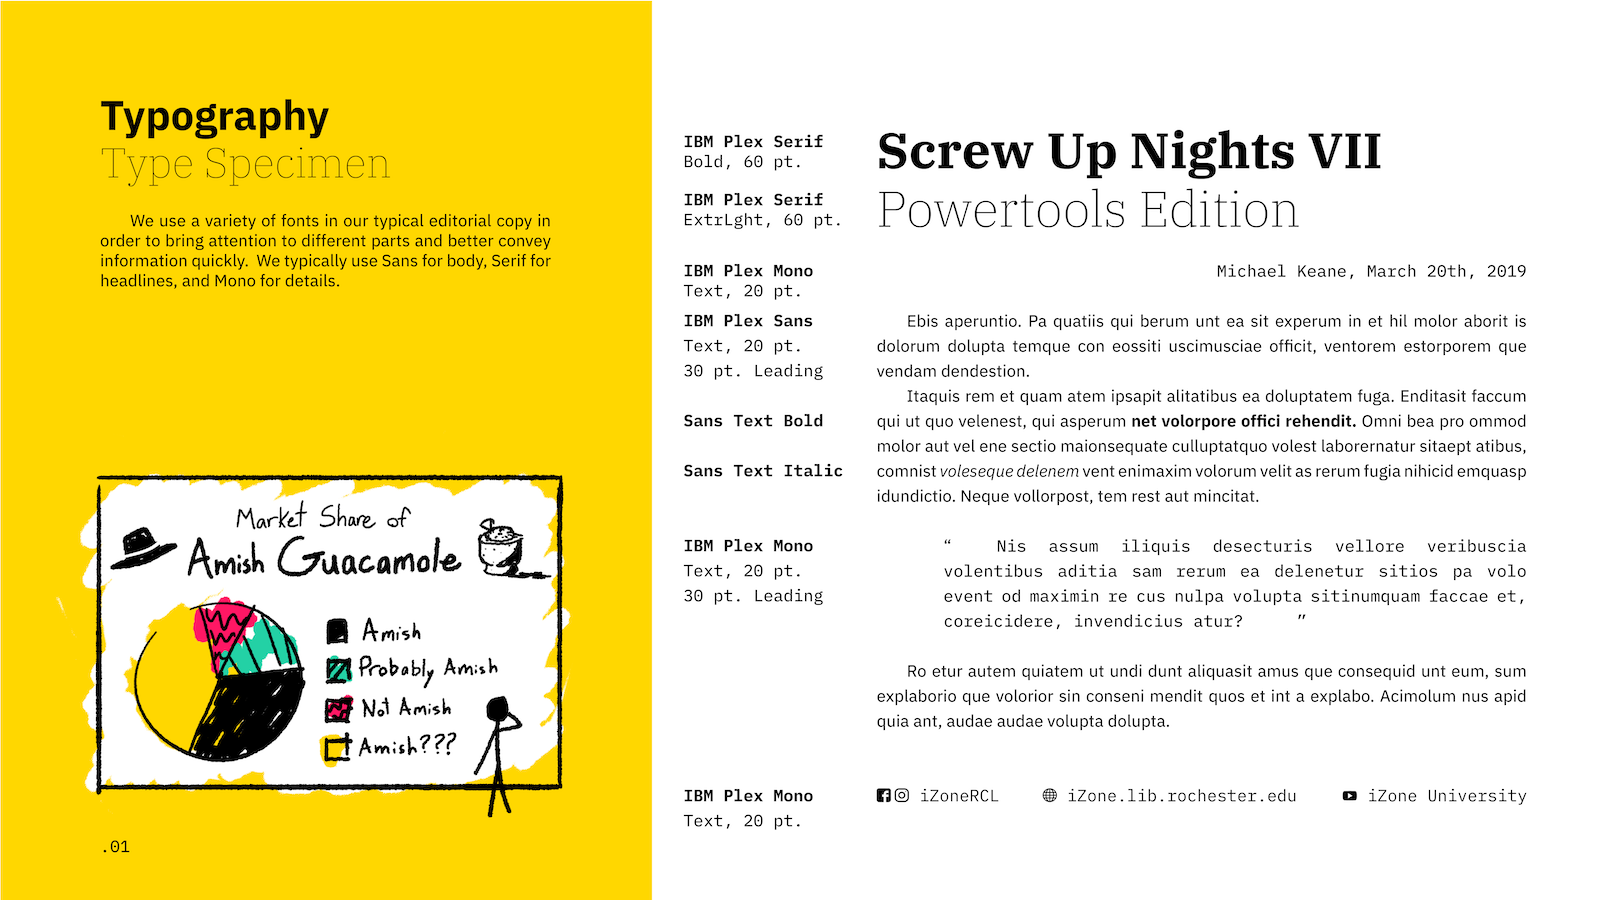 Typography
Type Specimen
We use a variety of fonts in our typical editorial copy in
order to bring attention to different parts and better convey
information quickly.  We typically use Sans for body, Serif for
headlines, and Mono for details.
Market Share of
Amish Guacamole
Amish
Probably Amish
Not Amish
Amish???
.01
IBM Plex Serif
Bold, 60 pt.
IBM Plex Serif
ExtrLght, 60 pt.
IBM Plex Mono
Text, 20 pt.
IBM Plex Sans
Text, 20 pt.
30 pt. Leading
Sans Text Bold
Sans Text Italic
IBM Plex Mono
Text, 20 pt.
30 pt. Leading
IBM Plex Mono
Text, 20 pt.
Screw Up Nights VII
Powertools Edition
Michael Keane, March 20th, 2019
Ebis aperuntio. Pa quatiis qui berum unt ea sit experum in et hil molor aborit is
dolorum dolupta temque con eossiti uscimusciae officit, ventorem estorporem que
vendam dendestion.
Itaquis rem et quam atem ipsapit alitatibus ea doluptatem fuga. Enditasit faccum
qui ut quo velenest, qui asperum net volorpore offici rehendit. Omni bea pro ommod
molor aut vel ene sectio maionsequate culluptatquo volest laborernatur sitaept atibus,
comnist voleseque delenem vent enimaxim volorum velit as rerum fugia nihicid emquasp
idundictio. Neque vollorpost, tem rest aut mincitat.
“ Nis assum iliquis desecturis vellore veribuscia
volentibus aditia sam rerum ea delenetur sitios pa volo
event od maximin re cus nulpa volupta sitinumquam faccae et,
coreicidere, invendicius atur? ”
Ro etur autem quiatem ut undi dunt aliquasit amus que consequid unt eum, sum
explaborio que volorior sin conseni mendit quos et int a explabo. Acimolum nus apid
quia ant, audae audae volupta dolupta.
iZoneRCL iZone.lib.rochester.edu iZone University